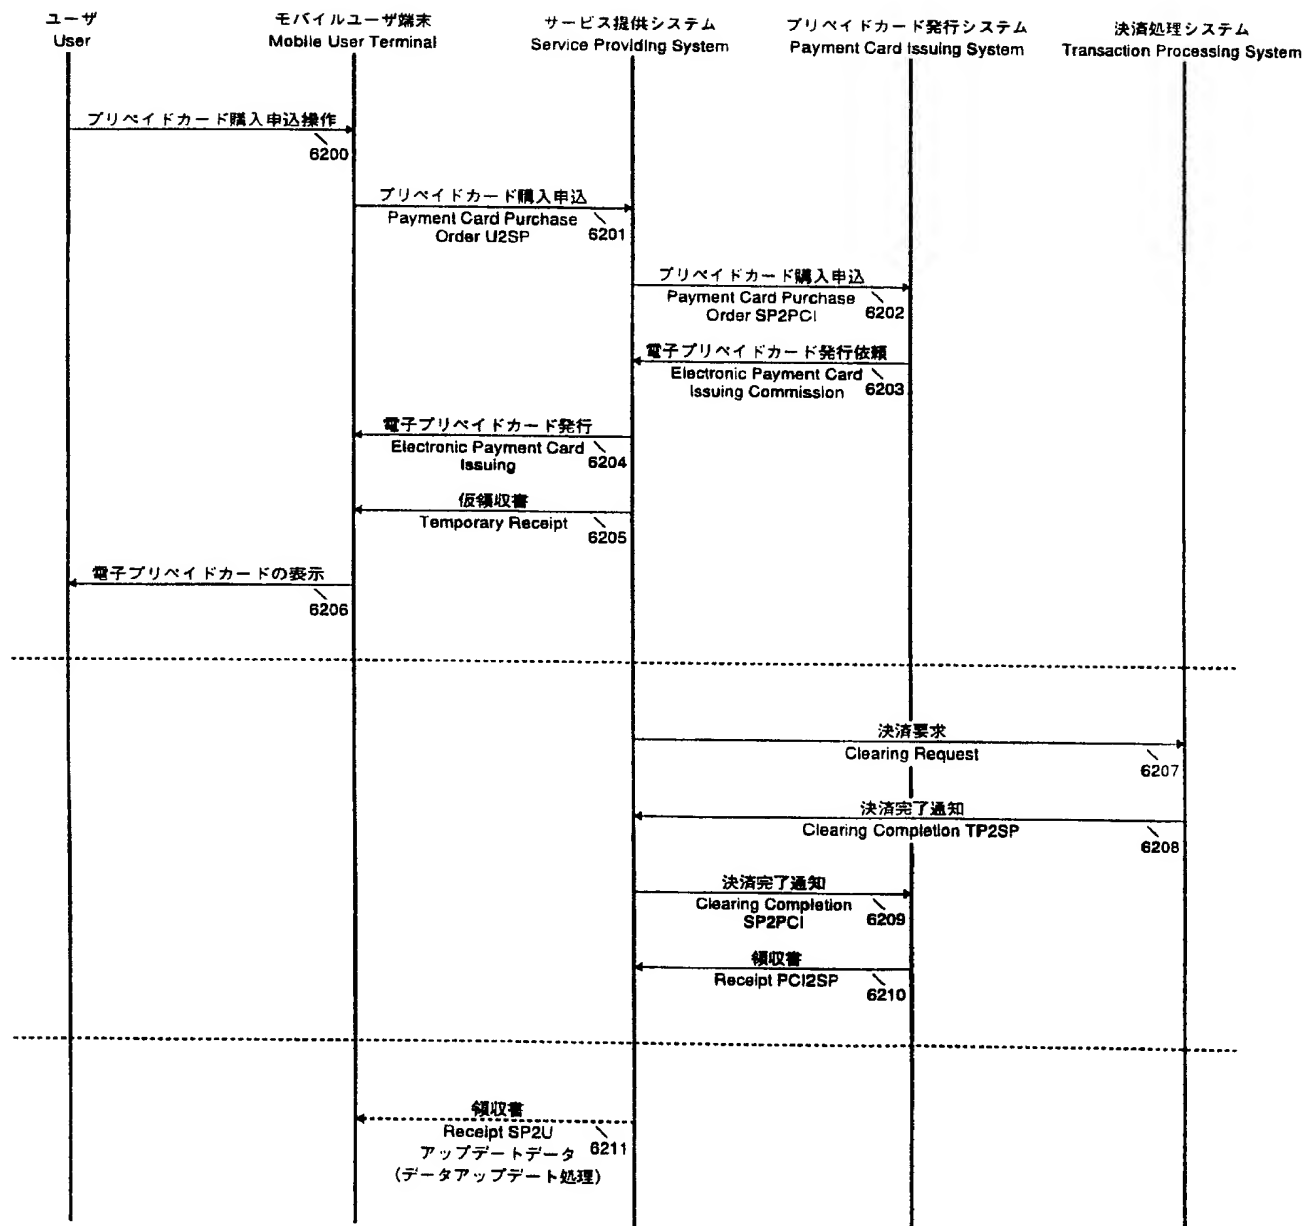 ユーザ
User
モバイルユーザ端末
Mobile User Terminal
サービス提供システム
Service Providing System
プリペイドカード発行システム
Payment Card Issuing System
決済処理システム
Transaction Processing System
プリペイドカード購入申込操作
6200
プリペイドカード購入申込
Payment Card Purchase
Order U2SP
6201
プリペイドカード購入申込
Payment Card Purchase
Order SP2PCI
6202
電子プリペイドカード発行依頼
Electronic Payment Card
Issuing Commission
6203
電子プリペイドカード発行
Electronic Payment Card
Issuing
6204
仮領収書
Temporary Receipt
6205
電子プリペイドカードの表示
6206
決済要求
Clearing Request
6207
決済完了通知
Clearing Completion TP2SP
6208
決済完了通知
Clearing Completion
SP2PCI
6209
領収書
Receipt PCI2SP
6210
領収書
Receipt SP2U
6211
アップデートデータ
(データアップデート処理)